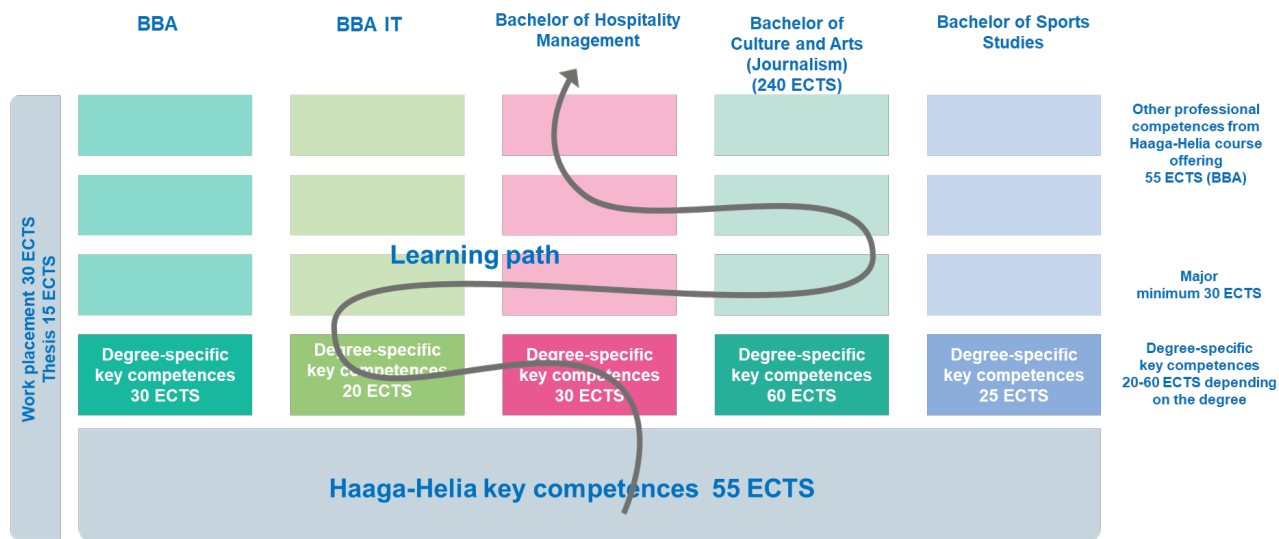 BBA
BBA IT
Bachelor of Hospitality
Management
Bachelor of
Culture and Arts
(Journalism)
(240 ECTS)
Bachelor of Sports
Studies
Other professional
competences from
Haaga-Helia course
offering
55 ECTS (BBA)
Work placement 30 ECTS
Thesis 15 ECTS
Learning path
Major
minimum 30 ECTS
Degree-specific
key competences
30 ECTS
Degree-specific
key competences
20 ECTS
Degree-specific
key competences
30 ECTS
Degree-specific
key competences
60 ECTS
Degree-specific
key competences
25 ECTS
Degree-specific
key competences
20-60 ECTS depending
on the degree
Haaga-Helia key competences 55 ECTS